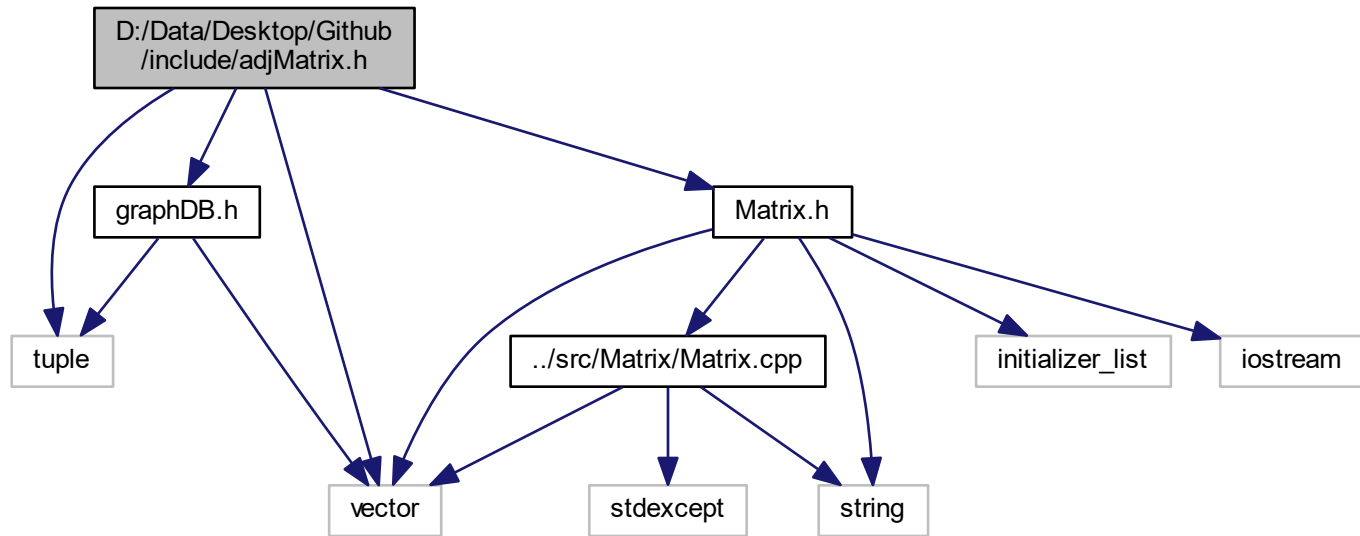 D:/Data/Desktop/Github
/include/adjMatrix.h
graphDB.h
Matrix.h
tuple
../src/Matrix/Matrix.cpp
initializer_list
iostream
vector
stdexcept
string